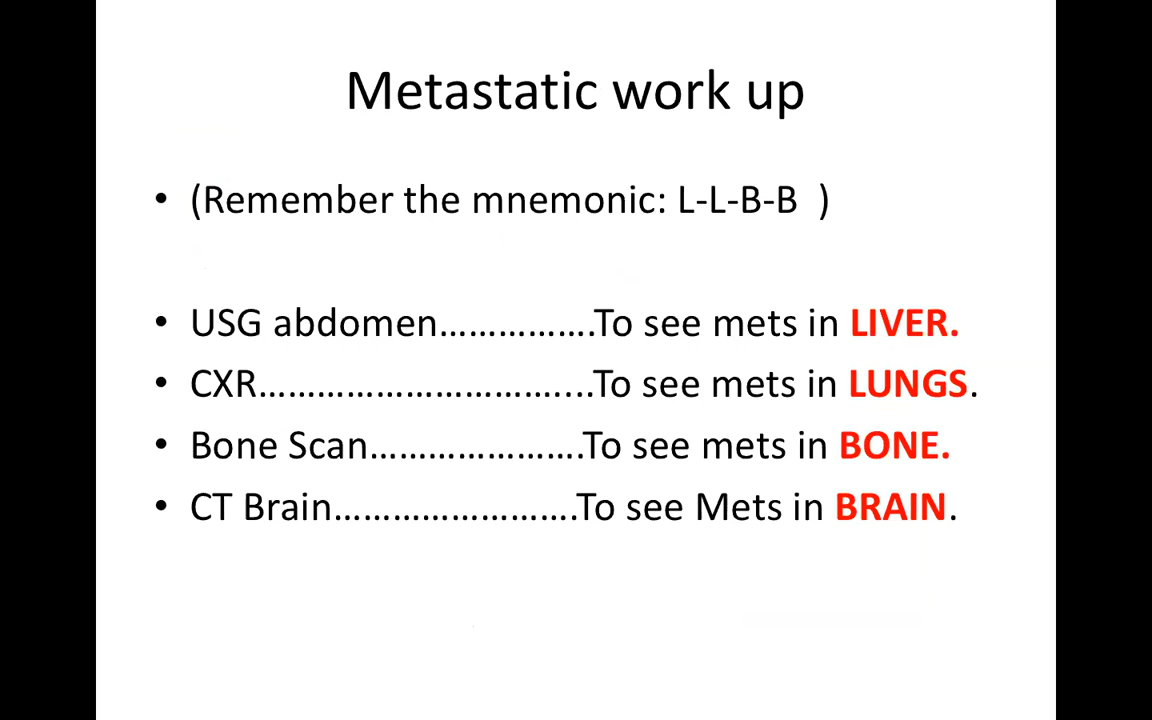 Metastatic work up
• (Remember the mnemonic: L-L-B-B  )
• USG abdomen…………….To see mets in LIVER.
• CXR…………………………....To see mets in LUNGS.
• Bone Scan………………….To see mets in BONE.
• CT Brain…………………….To see Mets in BRAIN.